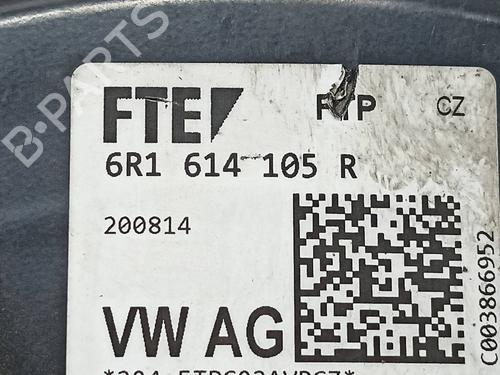 FTE CZ
6R1 614 105 R
200814
VW AG
C003866952
B-PARTS